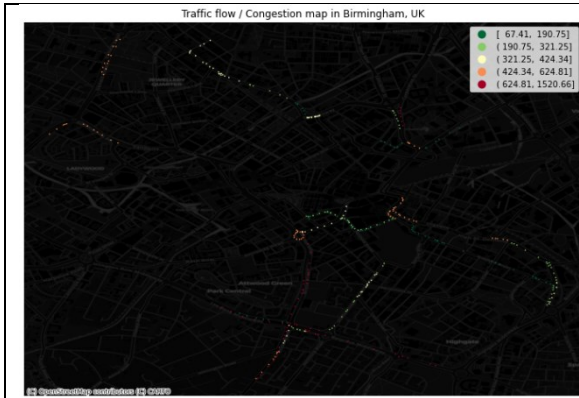 Traffic flow / Congestion map in Birmingham, UK
[ 67.41, 190.75]
( 190.75, 321.25]
( 321.25, 424.34]
( 424.34, 624.81]
( 624.81, 1520.66]
Highgate
(C) OpenStreetMap contributors (C) CARTO